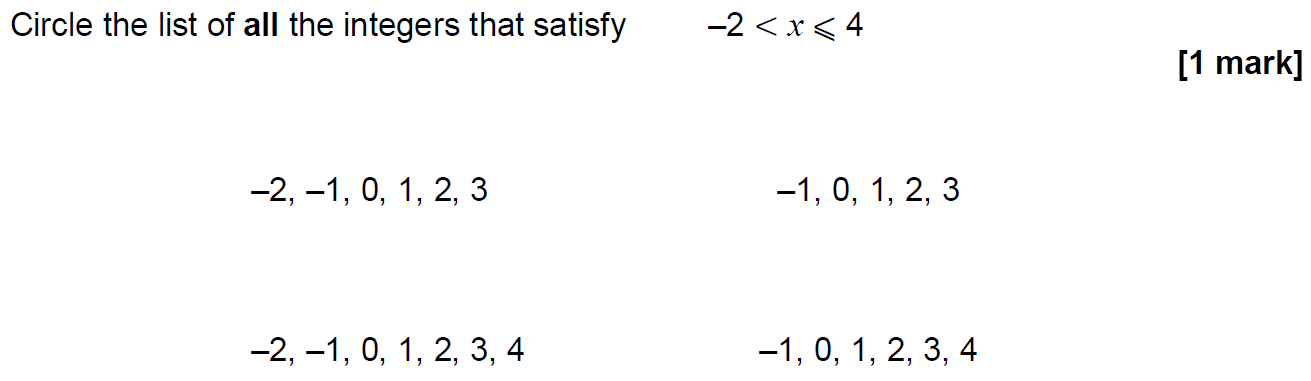 Circle the list of all the integers that satisfy –2 < x ⩽ 4
[1 mark]
–2, –1, 0, 1, 2, 3
–1, 0, 1, 2, 3
–2, –1, 0, 1, 2, 3, 4
–1, 0, 1, 2, 3, 4